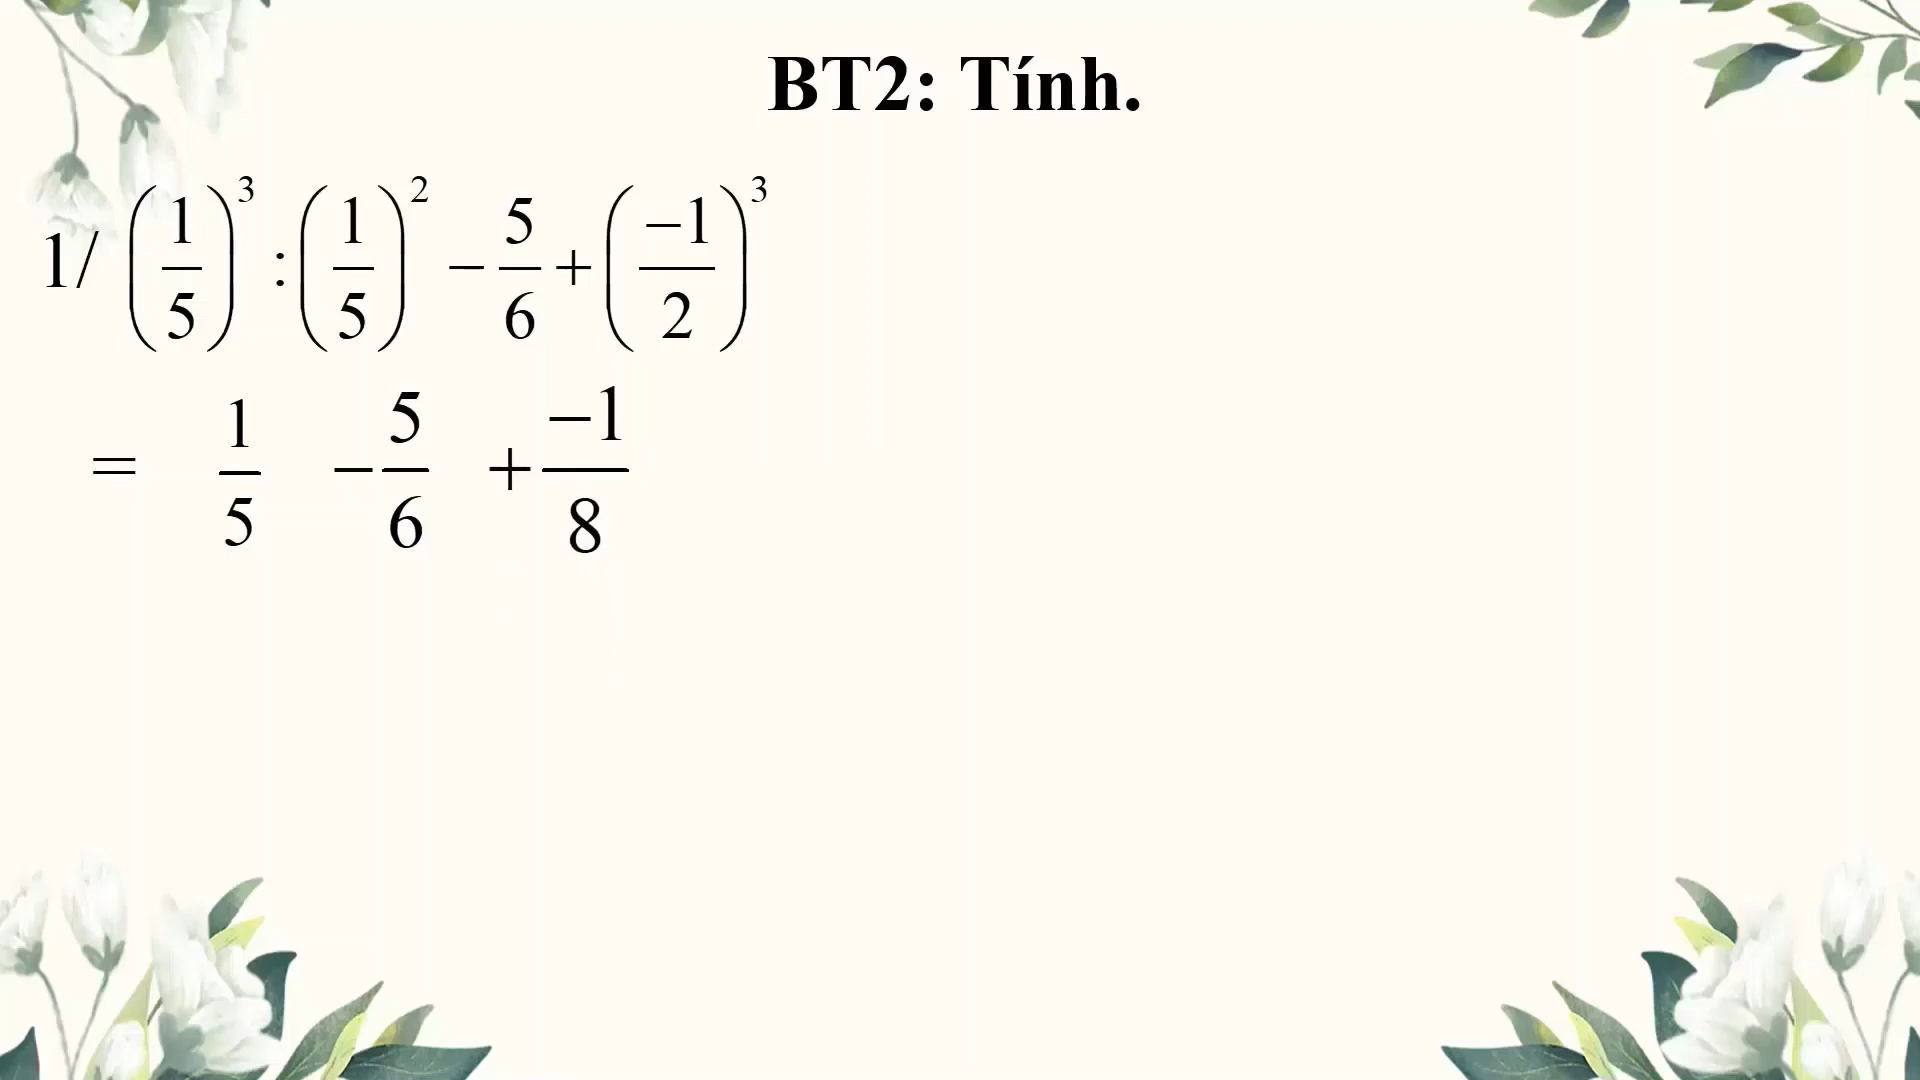 BT2: Tính.
1/ (1/5)³ : (1/5)² − 5/6 + (−1/2)³
= 1/5 − 5/6 + −1/8